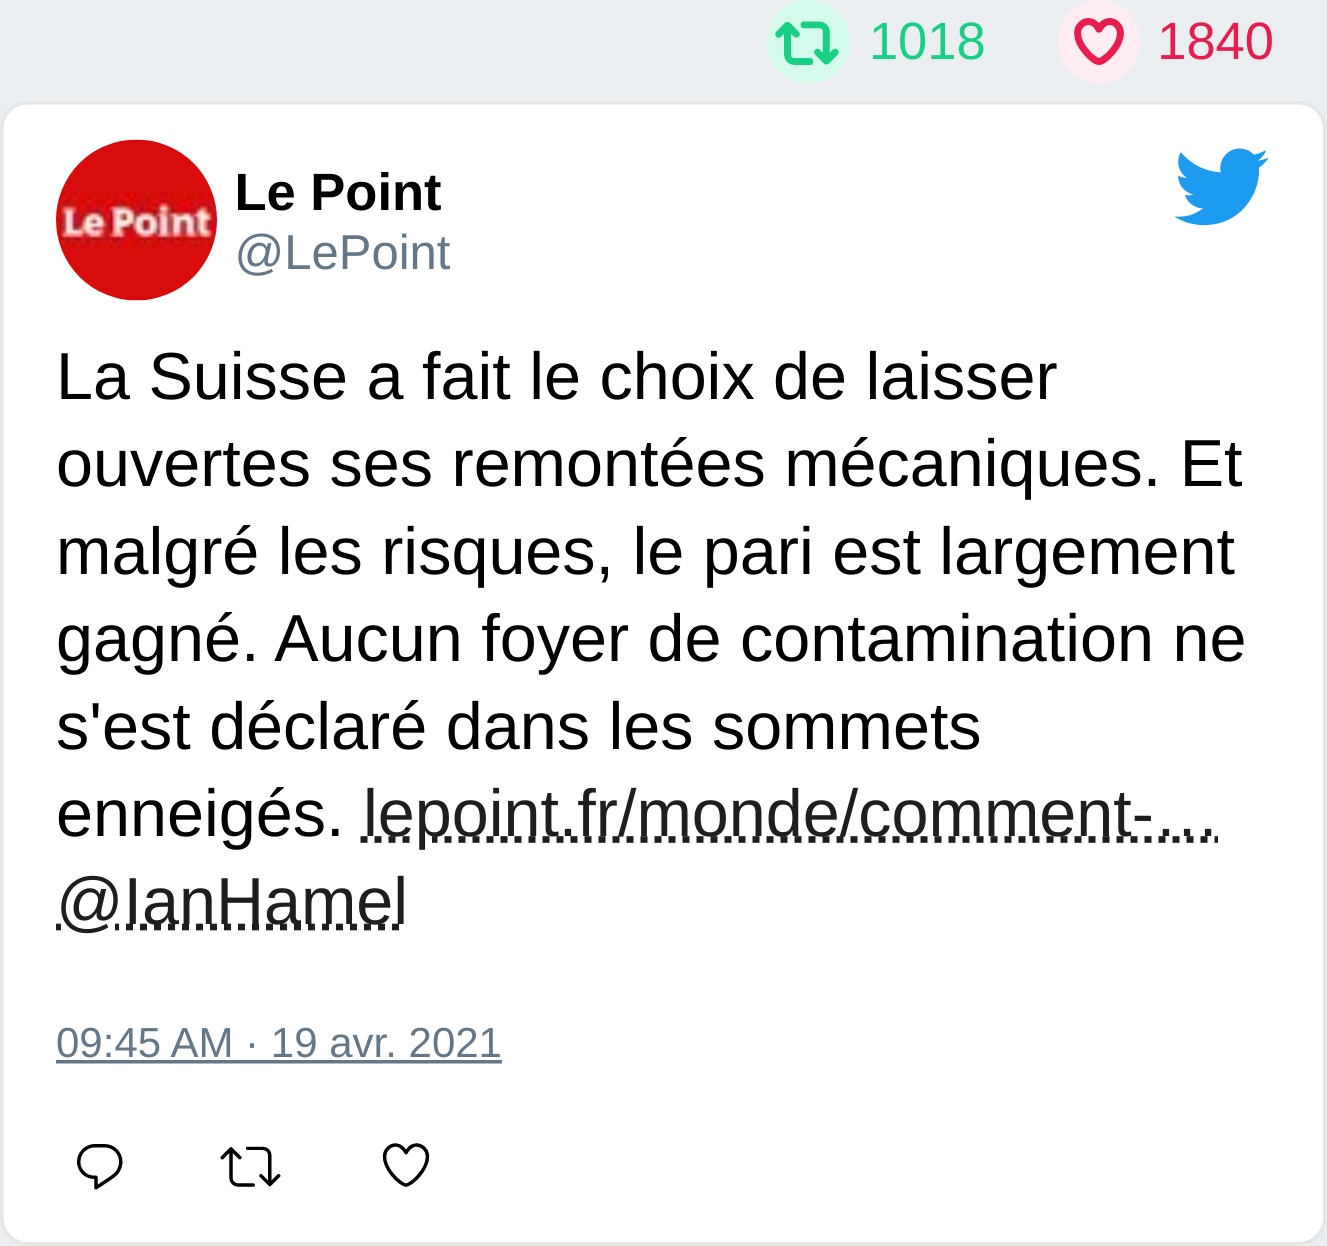 1018 1840
Le Point
Le Point
@LePoint
La Suisse a fait le choix de laisser
ouvertes ses remontées mécaniques. Et
malgré les risques, le pari est largement
gagné. Aucun foyer de contamination ne
s'est déclaré dans les sommets
enneigés. lepoint.fr/monde/comment-…
@IanHamel
09:45 AM · 19 avr. 2021